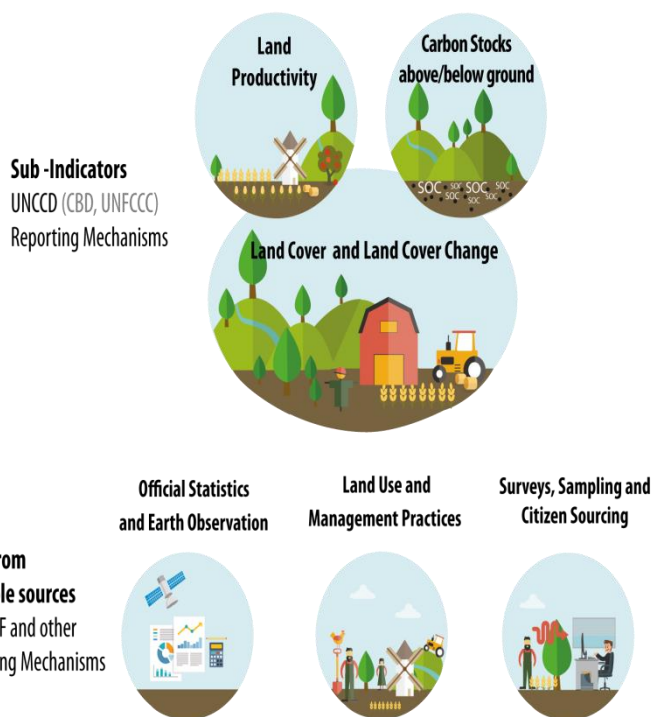 Land
Productivity
Carbon Stocks
above/below ground
Sub -Indicators
UNCCD (CBD, UNFCCC)
Reporting Mechanisms
SOC SOC SOC SOC
SOC SOC
SOC
Land Cover and Land Cover Change
Official Statistics
and Earth Observation
Land Use and
Management Practices
Surveys, Sampling and
Citizen Sourcing
rom
le sources
F and other
ng Mechanisms